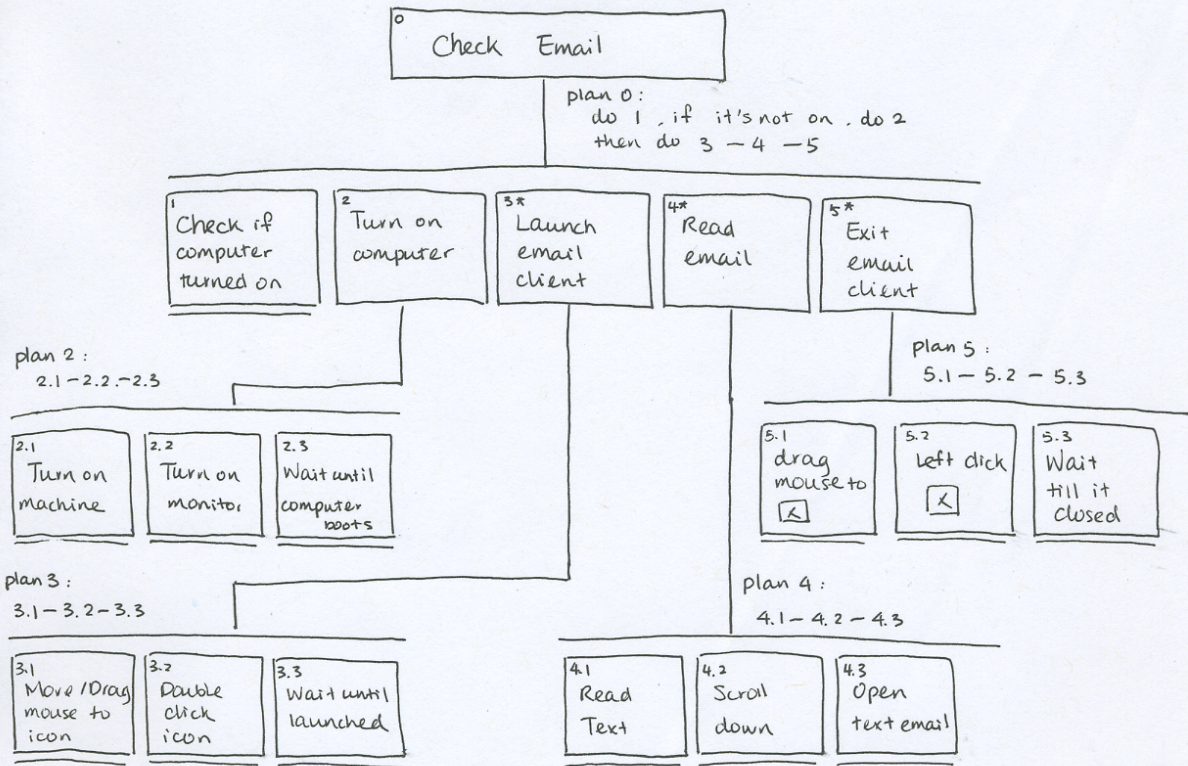 0
Check Email
plan 0:
do 1, if it's not on, do 2
then do 3 - 4 - 5
1
Check if
computer
turned on
2
Turn on
computer
3*
Launch
email
client
4*
Read
email
5*
Exit
email
client
plan 2:
2.1 - 2.2. - 2.3
2.1
Turn on
machine
2.2
Turn on
monitor
2.3
Wait until
computer
boots
plan 5:
5.1 - 5.2 - 5.3
5.1
drag
mouse to
X
5.2
Left click
X
5.3
Wait
till it
closed
plan 3:
3.1 - 3.2 - 3.3
3.1
Move/Drag
mouse to
icon
3.2
Double
click
icon
3.3
Wait until
launched
plan 4:
4.1 - 4.2 - 4.3
4.1
Read
Text
4.2
Scroll
down
4.3
Open
text email